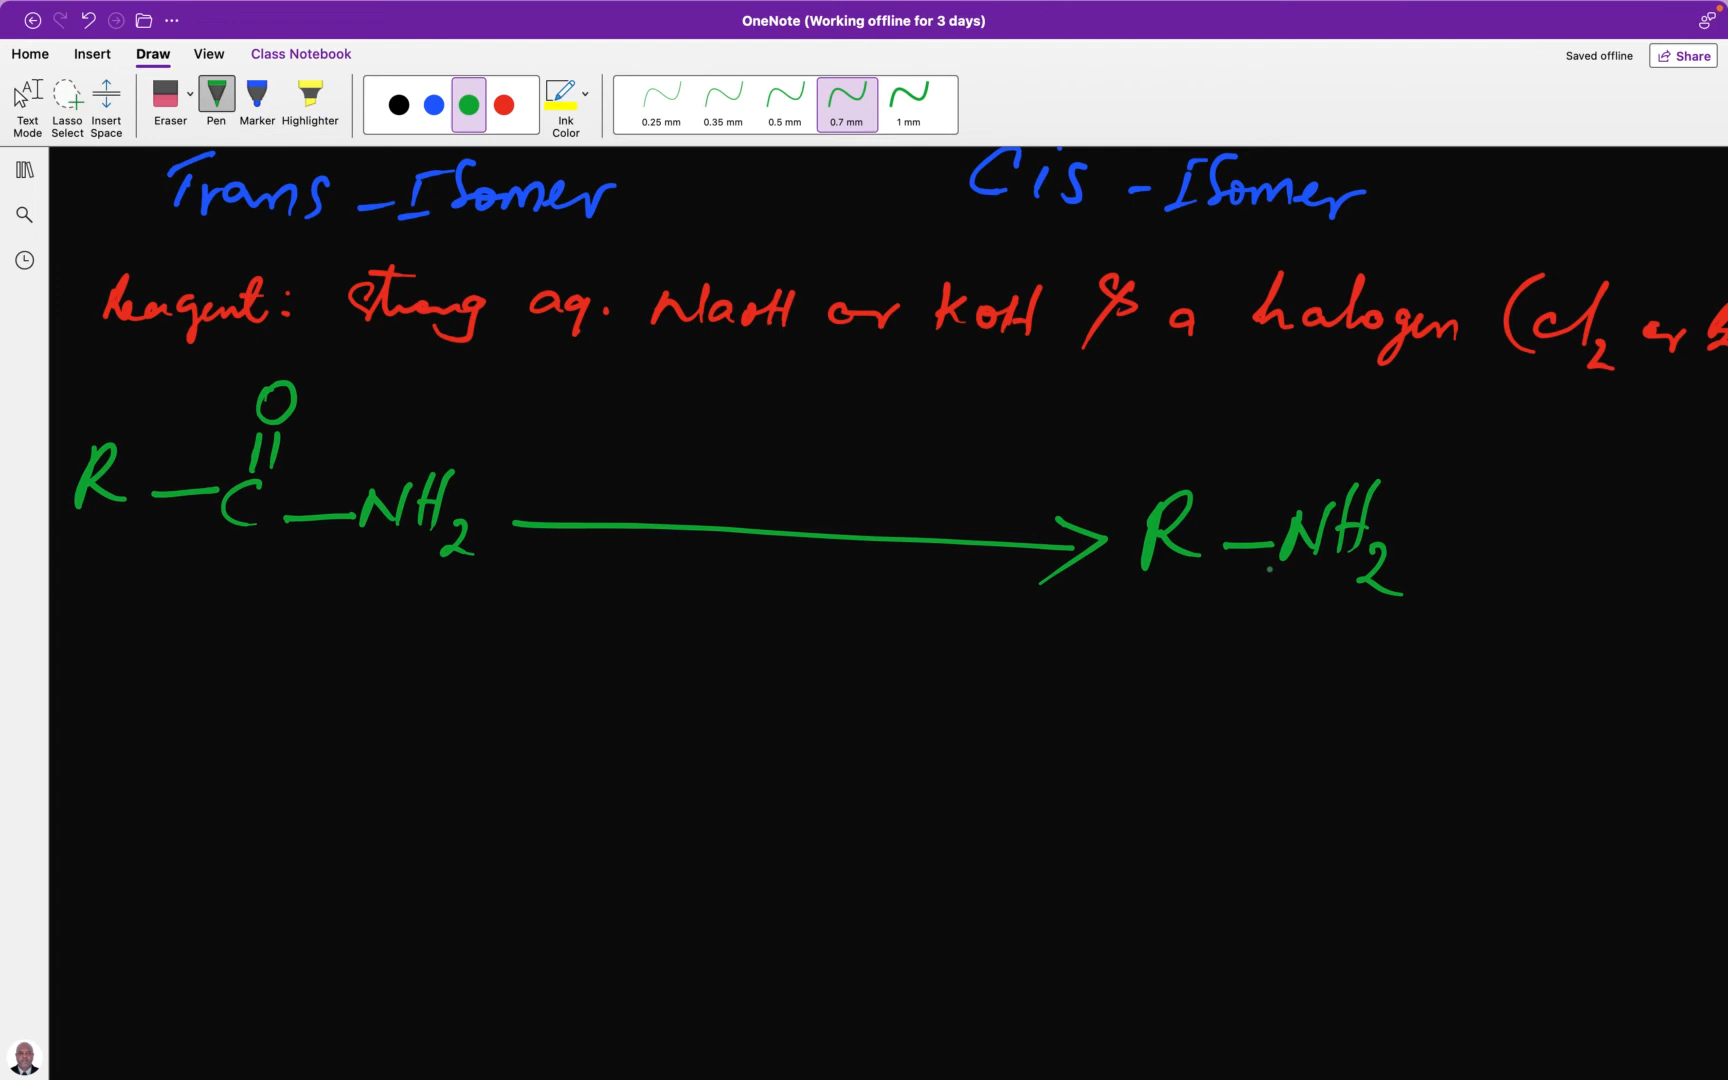 OneNote (Working offline for 3 days)
Home Insert Draw View Class Notebook Saved offline Share
Text Mode Lasso Select Insert Space Eraser Pen Marker Highlighter Ink Color 0.25 mm 0.35 mm 0.5 mm 0.7 mm 1 mm
Trans - Isomer Cis - Isomer
Reagent: Strong aq. NaOH or KOH & a halogen (Cl2 or
O
R - C - NH2 R - NH2